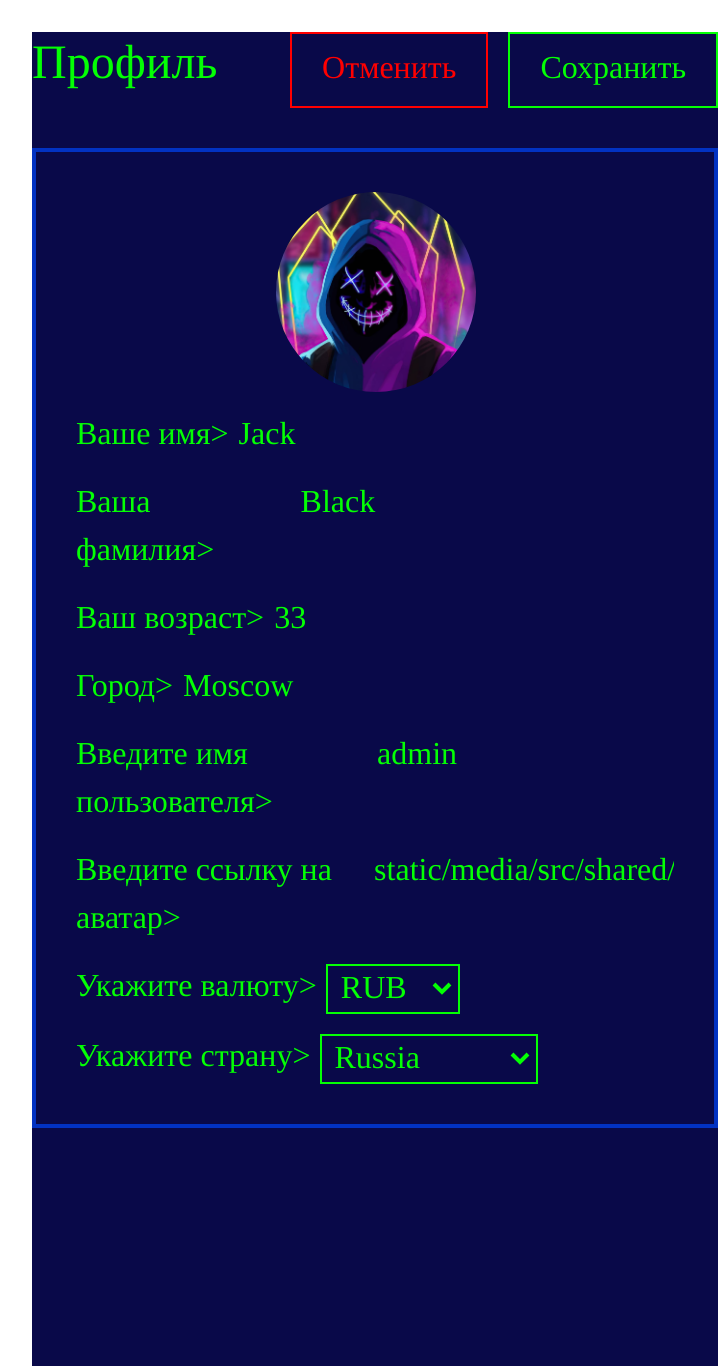 Профиль Отменить Сохранить
Ваше имя> Jack
Ваша Black
фамилия>
Ваш возраст> 33
Город> Moscow
Введите имя admin
пользователя>
Введите ссылку на static/media/src/shared/
аватар>
Укажите валюту> RUB
Укажите страну> Russia